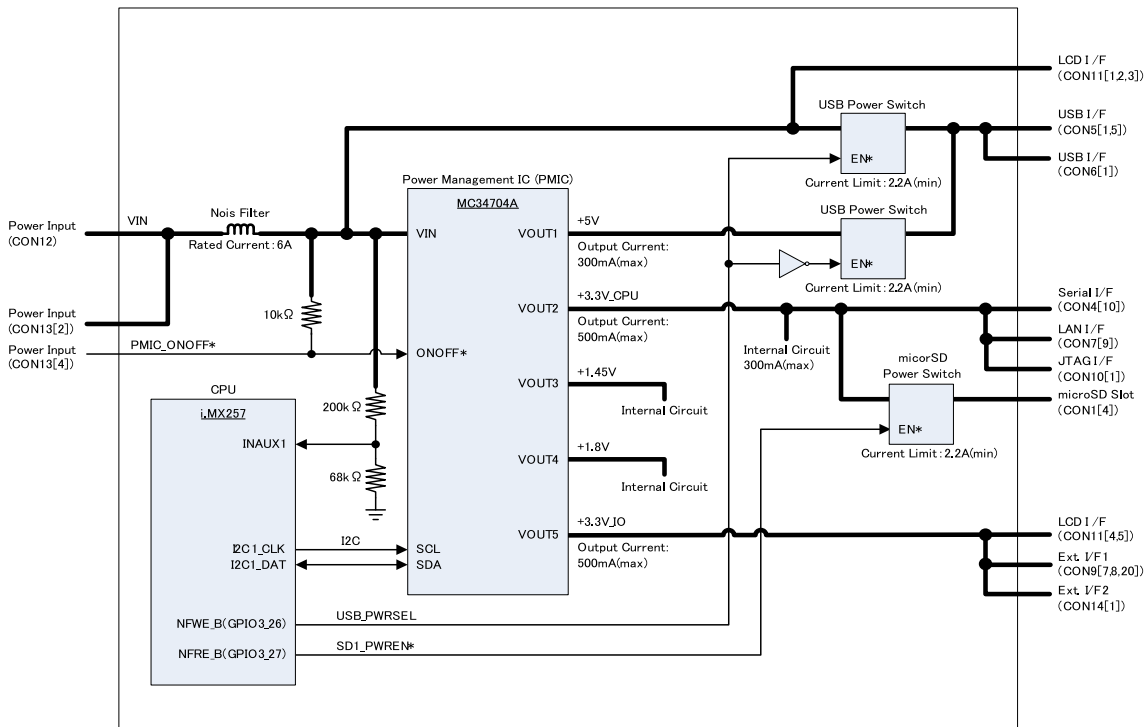 LCD I/F
(CON11[1,2,3])
USB Power Switch
USB I/F
(CON5[1,5])
EN*
USB I/F
(CON6[1])
Current Limit : 2.2A(min)
Power Management IC (PMIC)
MC34704A
Power Input
(CON12)
VIN
Nois Filter
Rated Current : 6A
VIN
VOUT1
+5V
Output Current:
300mA(max)
USB Power Switch
EN*
Current Limit : 2.2A(min)
Power Input
(CON13[2])
10kΩ
VOUT2
+3.3V_CPU
Output Current:
500mA(max)
Internal Circuit
300mA(max)
Serial I/F
(CON4[10])
LAN I/F
(CON7[9])
JTAG I/F
(CON10[1])
Power Input
(CON13[4])
PMIC_ONOFF*
ONOFF*
VOUT3
+1.45V
Internal Circuit
micorSD
Power Switch
EN*
Current Limit : 2.2A(min)
microSD Slot
(CON1[4])
CPU
i.MX257
200kΩ
INAUX1
68kΩ
VOUT4
+1.8V
Internal Circuit
VOUT5
+3.3V_IO
Output Current:
500mA(max)
LCD I/F
(CON11[4,5])
Ext. I/F1
(CON9[7,8,20])
Ext. I/F2
(CON14[1])
I2C1_CLK
I2C
SCL
I2C1_DAT
SDA
NFWE_B(GPIO3_26)
USB_PWRSEL
NFRE_B(GPIO3_27)
SD1_PWREN*